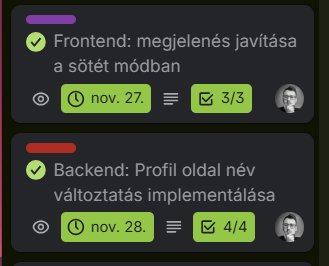 Frontend: megjelenés javítása
a sötét módban
nov. 27. 3/3
Backend: Profil oldal név
változtatás implementálása
nov. 28. 4/4